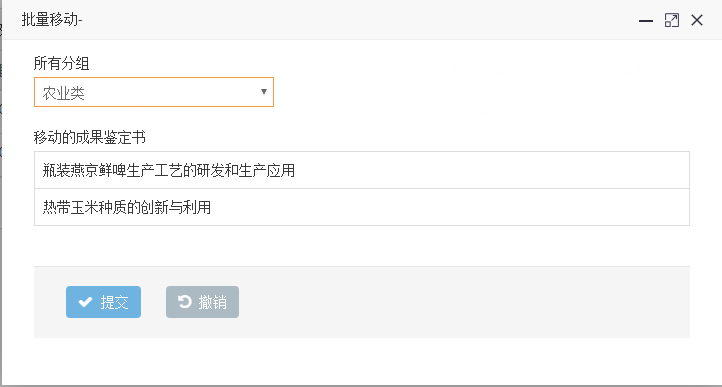 批量移动-
所有分组
农业类
移动的成果鉴定书
瓶装燕京鲜啤生产工艺的研发和生产应用
热带玉米种质的创新与利用
提交
撤销